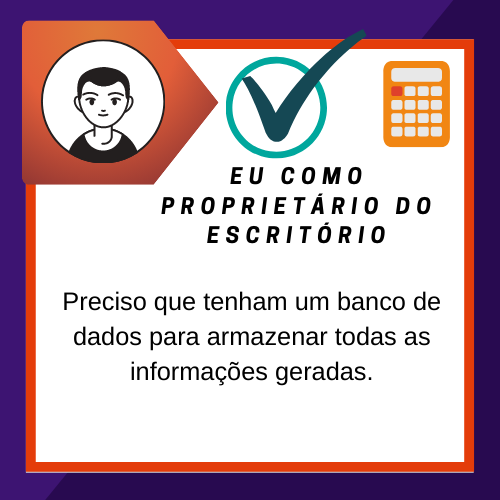 EU COMO
PROPRIETÁRIO DO
ESCRITÓRIO
Preciso que tenham um banco de
dados para armazenar todas as
informações geradas.